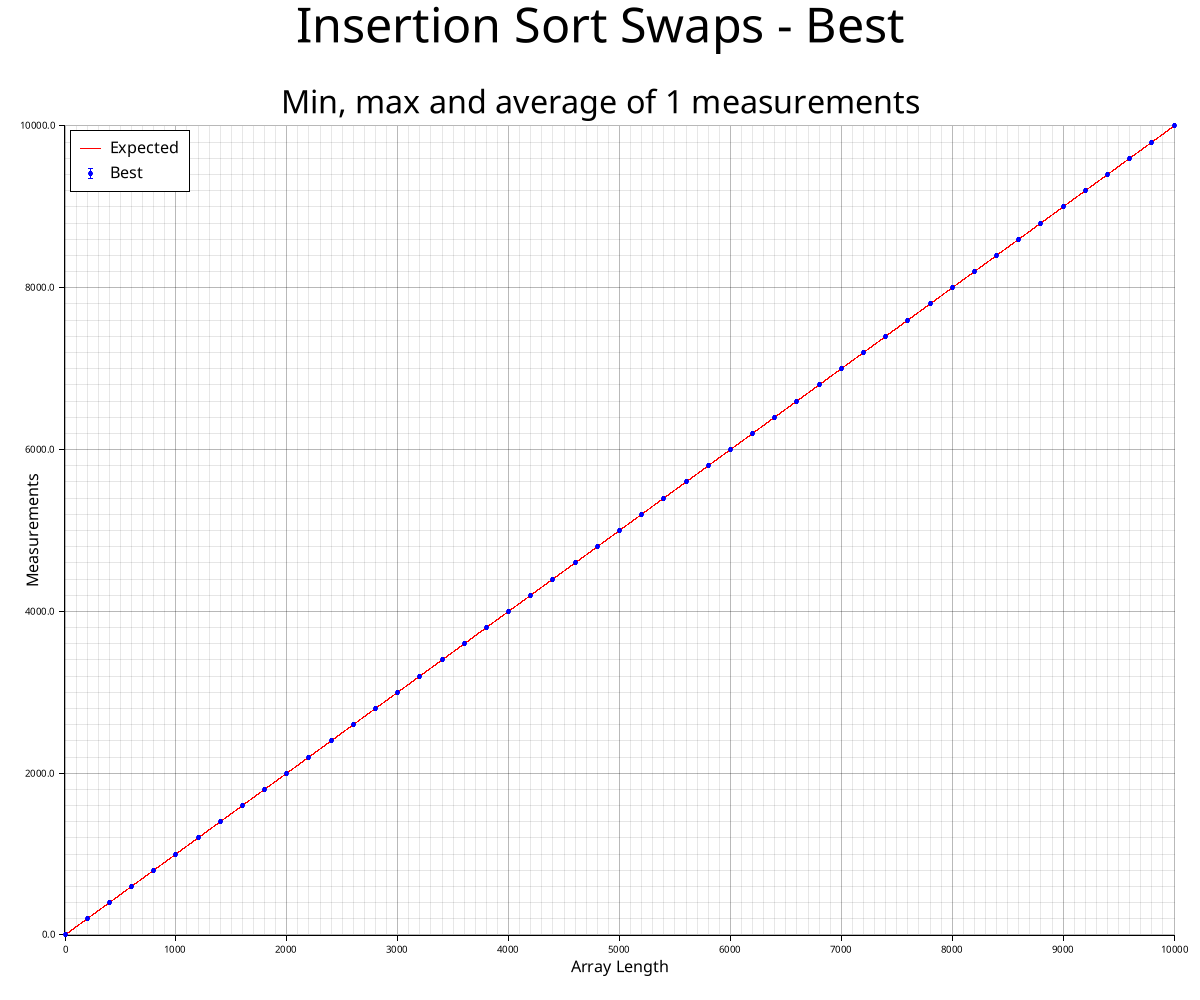 Insertion Sort Swaps - Best
Min, max and average of 1 measurements
Expected
Best
10000.0
8000.0
6000.0
4000.0
2000.0
0.0
Measurements
0 1000 2000 3000 4000 5000 6000 7000 8000 9000 10000
Array Length